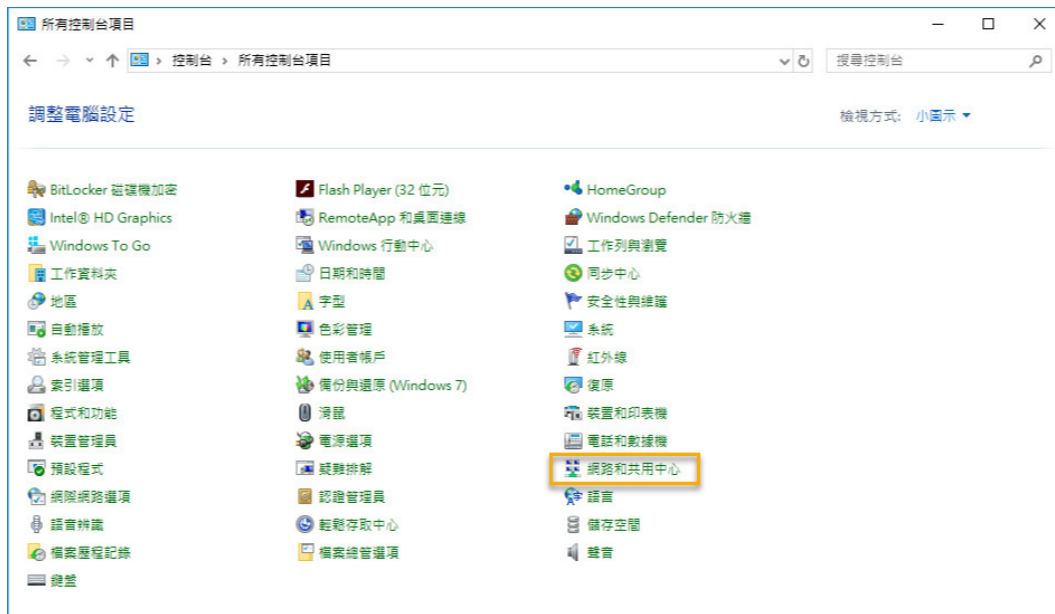 所有控制台項目
控制台 › 所有控制台項目
搜尋控制台
調整電腦設定
檢視方式: 小圖示
BitLocker 磁碟機加密 Flash Player (32 位元) HomeGroup
Intel® HD Graphics RemoteApp 和桌面連線 Windows Defender 防火牆
Windows To Go Windows 行動中心 工作列與瀏覽
工作資料夾 日期和時間 同步中心
地區 字型 安全性與維護
自動播放 色彩管理 系統
系統管理工具 使用者帳戶 紅外線
索引選項 備份與還原 (Windows 7) 復原
程式和功能 滑鼠 裝置和印表機
裝置管理員 電源選項 電話和數據機
預設程式 疑難排解 網路和共用中心
網際網路選項 認證管理員 語言
語音辨識 輕鬆存取中心 儲存空間
檔案歷程記錄 檔案總管選項 聲音
鍵盤